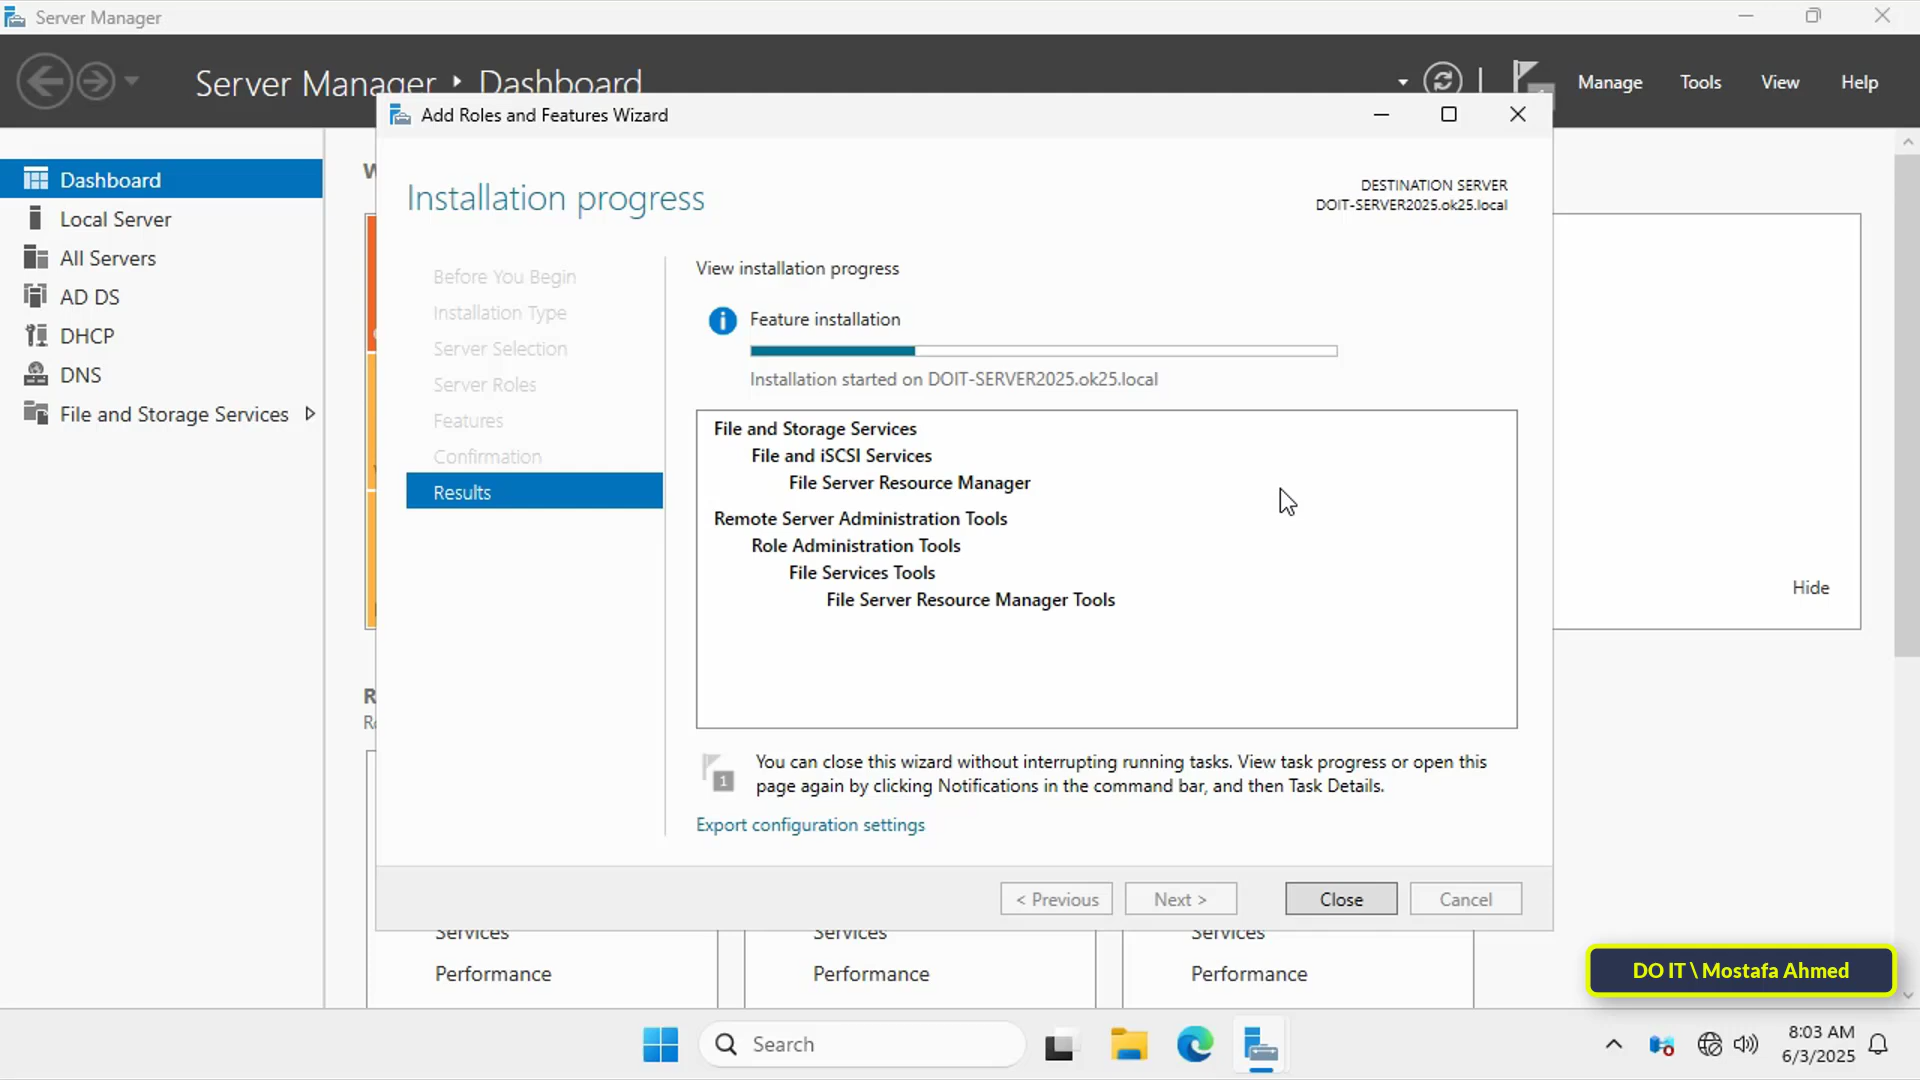 Server Manager
Server Manager Dashboard
Manage Tools View Help
Add Roles and Features Wizard
Dashboard
Local Server
All Servers
AD DS
DHCP
DNS
File and Storage Services
Installation progress
DESTINATION SERVER
DOIT-SERVER2025.ok25.local
Before You Begin
Installation Type
Server Selection
Server Roles
Features
Confirmation
Results
View installation progress
Feature installation
Installation started on DOIT-SERVER2025.ok25.local
File and Storage Services
File and iSCSI Services
File Server Resource Manager
Remote Server Administration Tools
Role Administration Tools
File Services Tools
File Server Resource Manager Tools
1
You can close this wizard without interrupting running tasks. View task progress or open this
page again by clicking Notifications in the command bar, and then Task Details.
Export configuration settings
< Previous Next > Close Cancel
Hide
Services Services Services
Performance Performance Performance
DO IT \ Mostafa Ahmed
Search
8:03 AM
6/3/2025